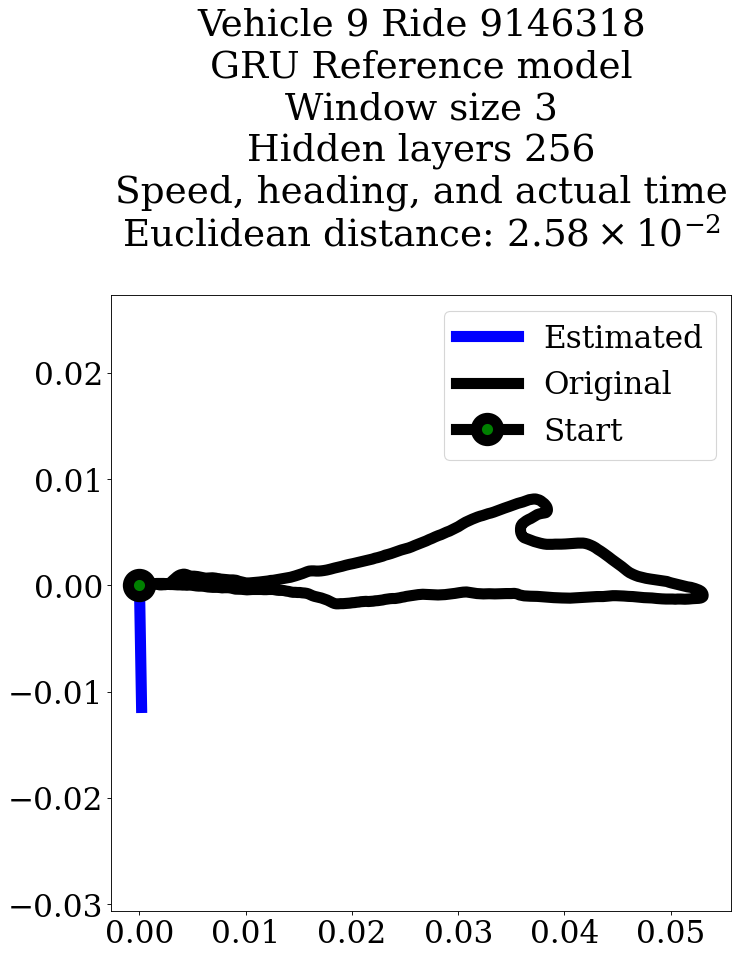 Vehicle 9 Ride 9146318
GRU Reference model
Window size 3
Hidden layers 256
Speed, heading, and actual time
Euclidean distance: 2.58 × 10⁻²
Estimated
Original
Start
0.02
0.01
0.00
−0.01
−0.02
−0.03
0.00 0.01 0.02 0.03 0.04 0.05